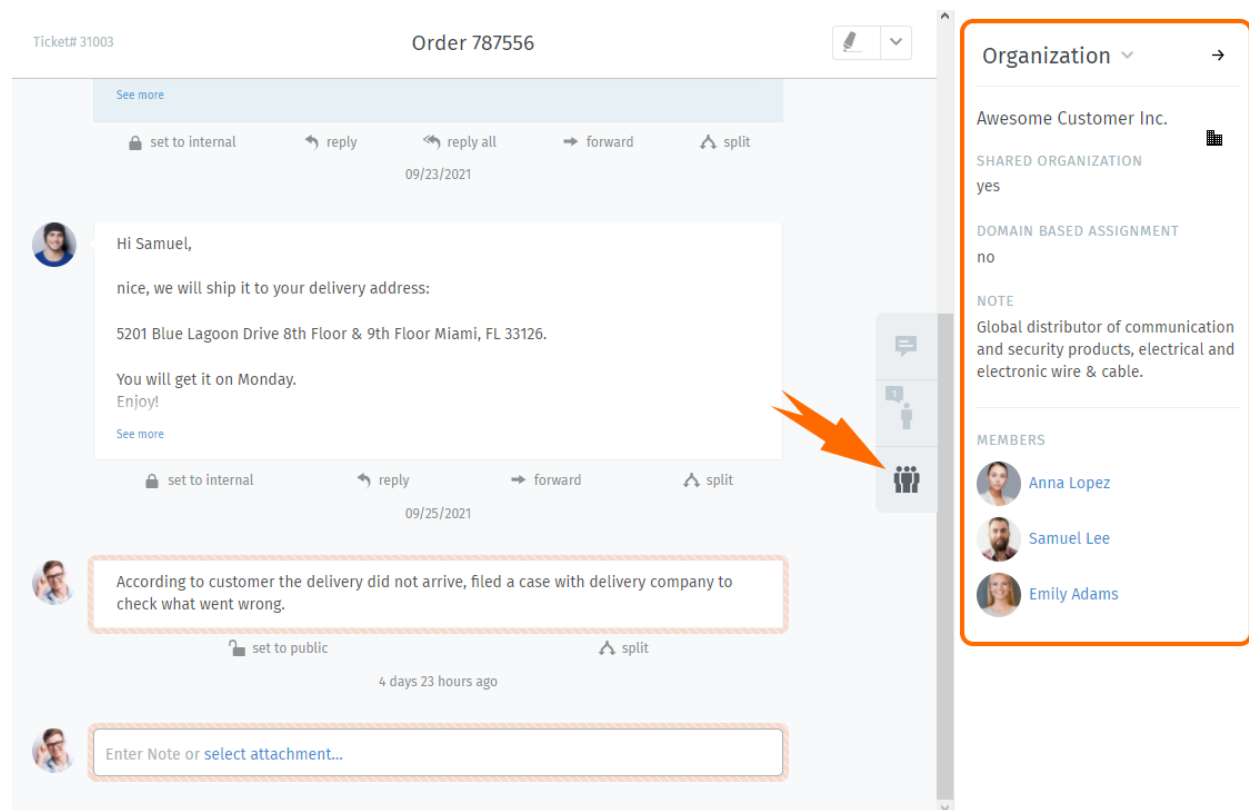 Ticket# 31003
Order 787556
See more
set to internal reply reply all forward split
09/23/2021
Hi Samuel,
nice, we will ship it to your delivery address:
5201 Blue Lagoon Drive 8th Floor & 9th Floor Miami, FL 33126.
You will get it on Monday.
Enjoy!
See more
set to internal reply forward split
09/25/2021
According to customer the delivery did not arrive, filed a case with delivery company to
check what went wrong.
set to public split
4 days 23 hours ago
Enter Note or select attachment...
1
Organization
Awesome Customer Inc.
SHARED ORGANIZATION
yes
DOMAIN BASED ASSIGNMENT
no
NOTE
Global distributor of communication
and security products, electrical and
electronic wire & cable.
MEMBERS
Anna Lopez
Samuel Lee
Emily Adams